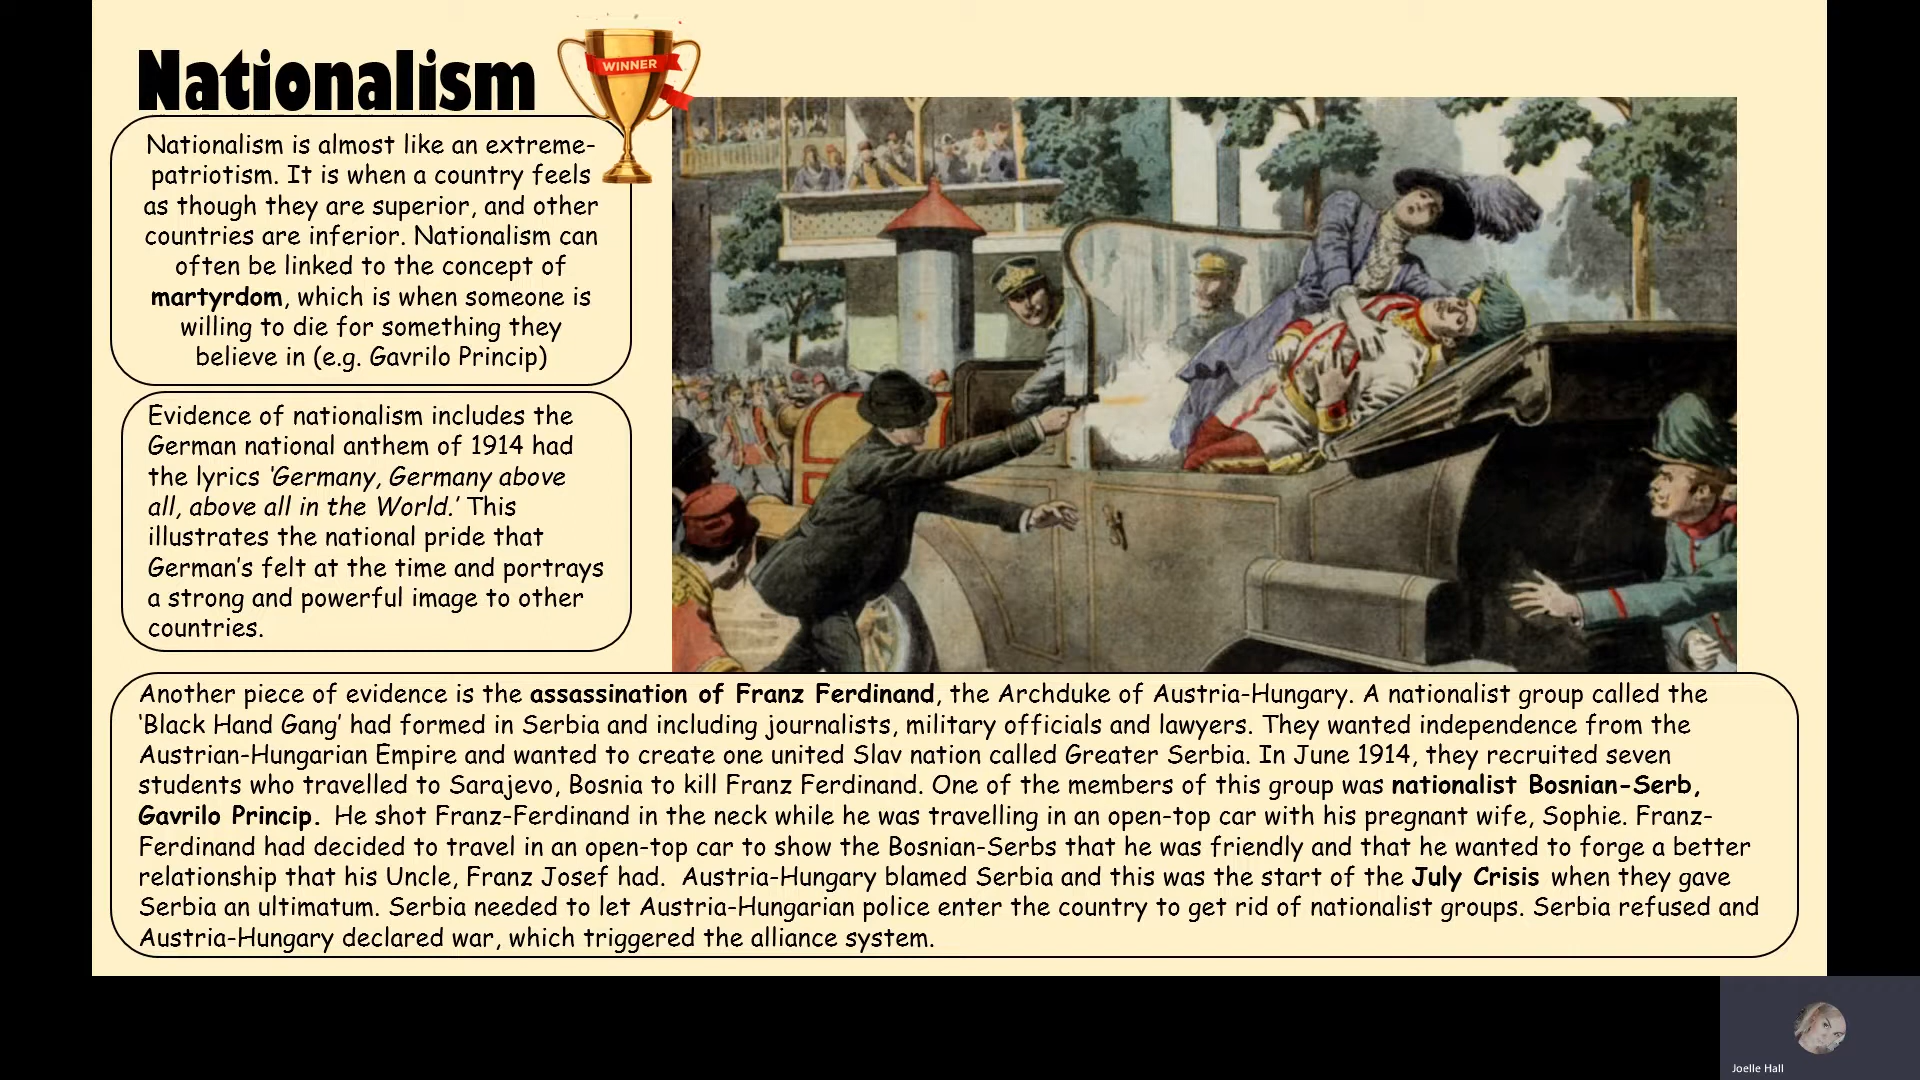 Nationalism
WINNER
Nationalism is almost like an extreme-
patriotism. It is when a country feels
as though they are superior, and other
countries are inferior. Nationalism can
often be linked to the concept of
martyrdom, which is when someone is
willing to die for something they
believe in (e.g. Gavrilo Princip)
Evidence of nationalism includes the
German national anthem of 1914 had
the lyrics ‘Germany, Germany above
all, above all in the World.’ This
illustrates the national pride that
German’s felt at the time and portrays
a strong and powerful image to other
countries.
Another piece of evidence is the assassination of Franz Ferdinand, the Archduke of Austria-Hungary. A nationalist group called the
‘Black Hand Gang’ had formed in Serbia and including journalists, military officials and lawyers. They wanted independence from the
Austrian-Hungarian Empire and wanted to create one united Slav nation called Greater Serbia. In June 1914, they recruited seven
students who travelled to Sarajevo, Bosnia to kill Franz Ferdinand. One of the members of this group was nationalist Bosnian-Serb,
Gavrilo Princip. He shot Franz-Ferdinand in the neck while he was travelling in an open-top car with his pregnant wife, Sophie. Franz-
Ferdinand had decided to travel in an open-top car to show the Bosnian-Serbs that he was friendly and that he wanted to forge a better
relationship that his Uncle, Franz Josef had. Austria-Hungary blamed Serbia and this was the start of the July Crisis when they gave
Serbia an ultimatum. Serbia needed to let Austria-Hungarian police enter the country to get rid of nationalist groups. Serbia refused and
Austria-Hungary declared war, which triggered the alliance system.
Joelle Hall